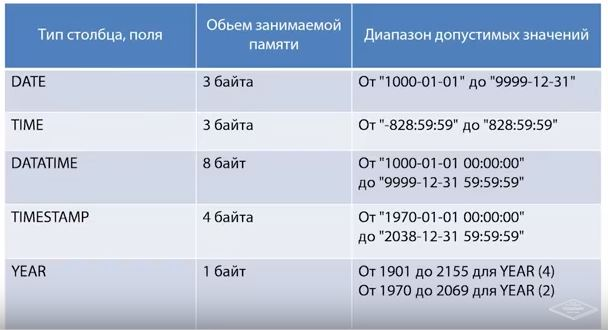 Тип столбца, поля
Объем занимаемой
памяти
Диапазон допустимых значений
DATE
3 байта
От "1000-01-01" до "9999-12-31"
TIME
3 байта
От "-828:59:59" до "828:59:59"
DATATIME
8 байт
От "1000-01-01 00:00:00"
до "9999-12-31 59:59:59"
TIMESTAMP
4 байта
От "1970-01-01 00:00:00"
до "2038-12-31 59:59:59"
YEAR
1 байт
От 1901 до 2155 для YEAR (4)
От 1970 до 2069 для YEAR (2)